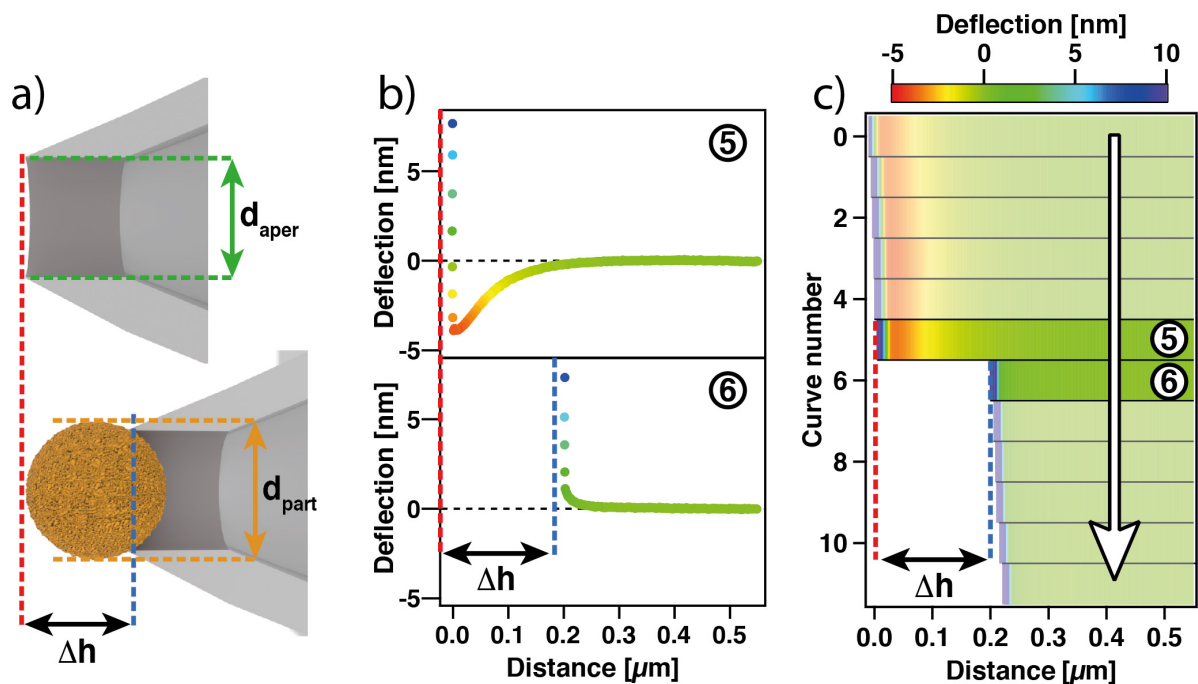 a)
d_aper
d_part
Δh
b)
Deflection [nm]
5
0
-5
⑤
Deflection [nm]
5
0
-5
⑥
Δh
0.0 0.1 0.2 0.3 0.4 0.5
Distance [µm]
Deflection [nm]
-5 0 5 10
c)
Curve number
0
2
4
6
8
10
⑤
⑥
Δh
0.0 0.1 0.2 0.3 0.4 0.5
Distance [µm]